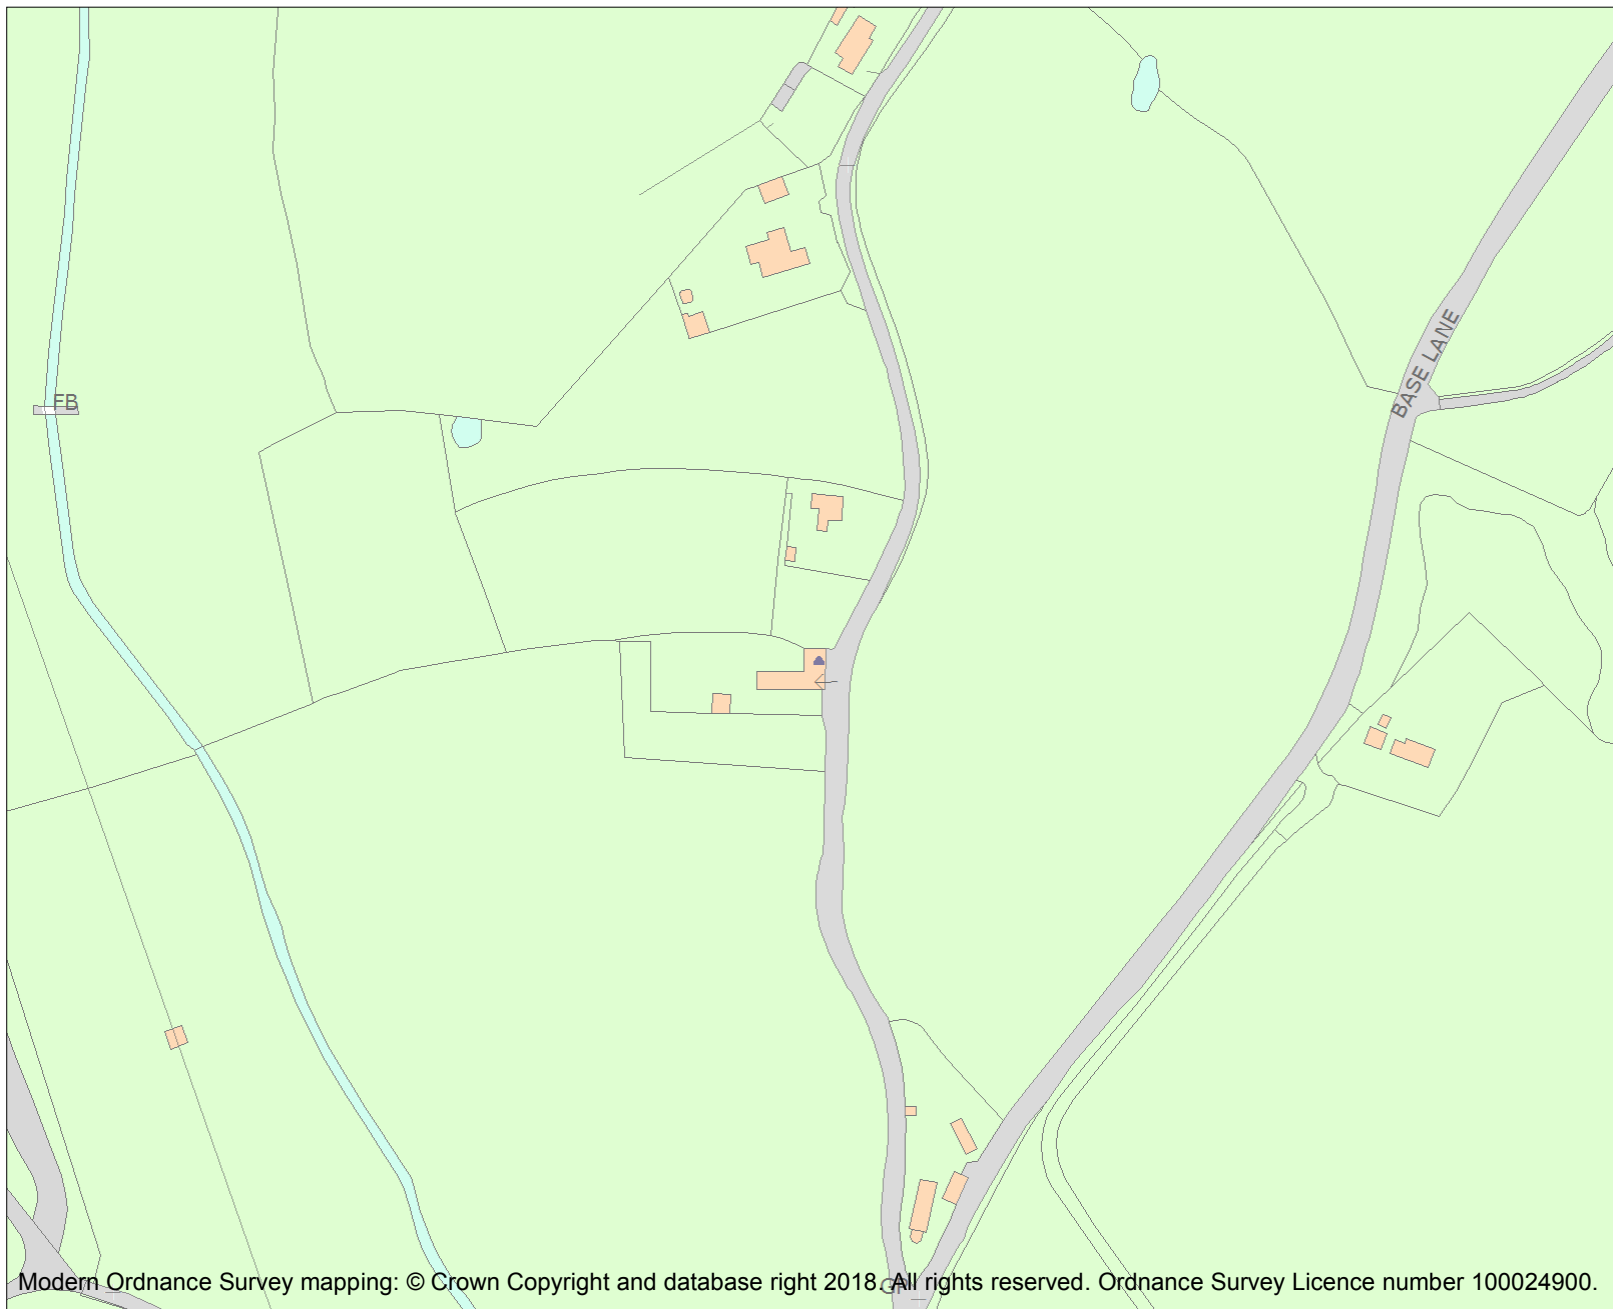 BASE LANE
FB
GP
Modern Ordnance Survey mapping: © Crown Copyright and database right 2018. All rights reserved. Ordnance Survey Licence number 100024900.